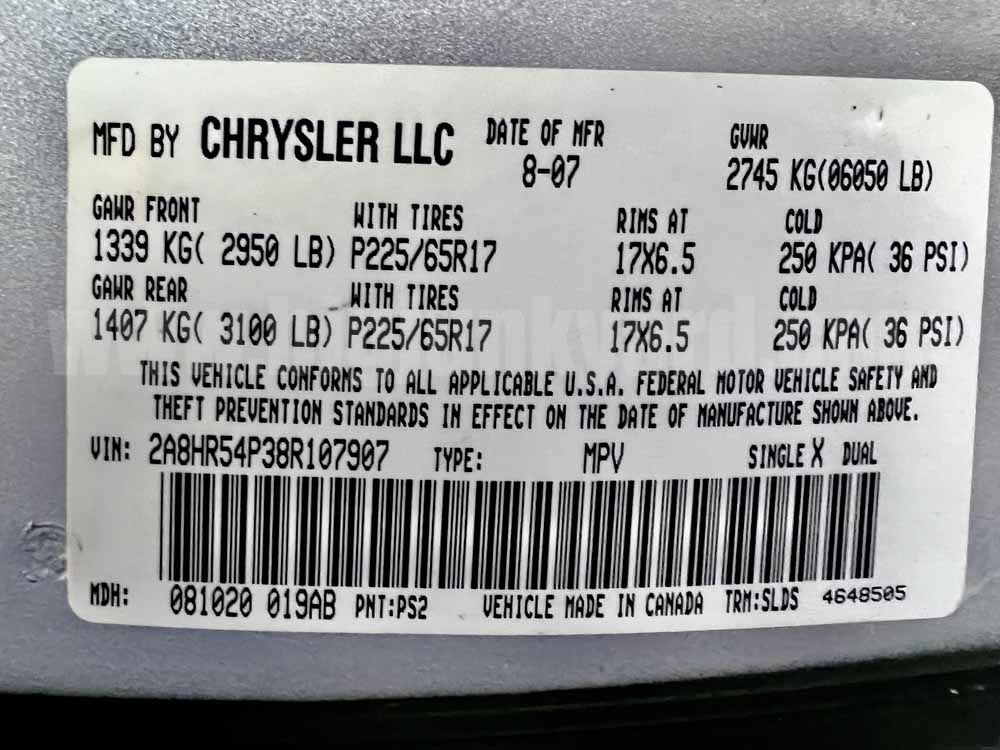 MFD BY CHRYSLER LLC DATE OF MFR 8-07 GVWR 2745 KG(06050 LB)
GAWR FRONT WITH TIRES RIMS AT COLD
1339 KG( 2950 LB) P225/65R17 17X6.5 250 KPA( 36 PSI)
GAWR REAR WITH TIRES RIMS AT COLD
1407 KG( 3100 LB) P225/65R17 17X6.5 250 KPA( 36 PSI)
THIS VEHICLE CONFORMS TO ALL APPLICABLE U.S.A. FEDERAL MOTOR VEHICLE SAFETY AND
THEFT PREVENTION STANDARDS IN EFFECT ON THE DATE OF MANUFACTURE SHOWN ABOVE.
VIN: 2A8HR54P38R107907 TYPE: MPV SINGLE X DUAL
MDH: 081020 019AB PNT:PS2 VEHICLE MADE IN CANADA TRM:SLDS 4648505